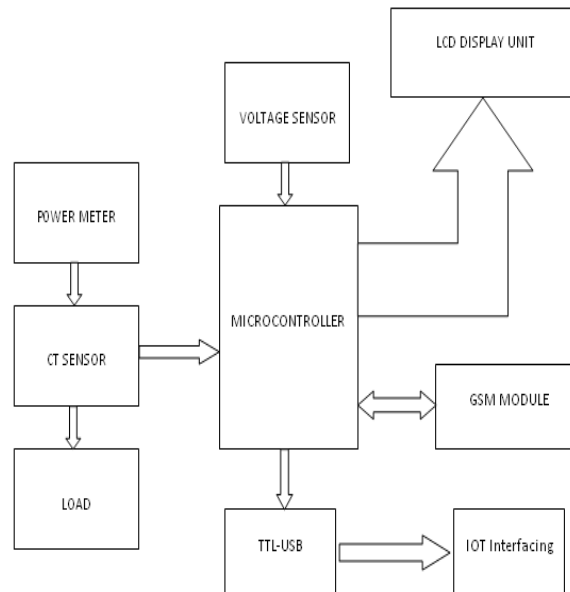 LCD DISPLAY UNIT
VOLTAGE SENSOR
POWER METER
MICROCONTROLLER
CT SENSOR
GSM MODULE
LOAD
TTL-USB
IOT Interfacing